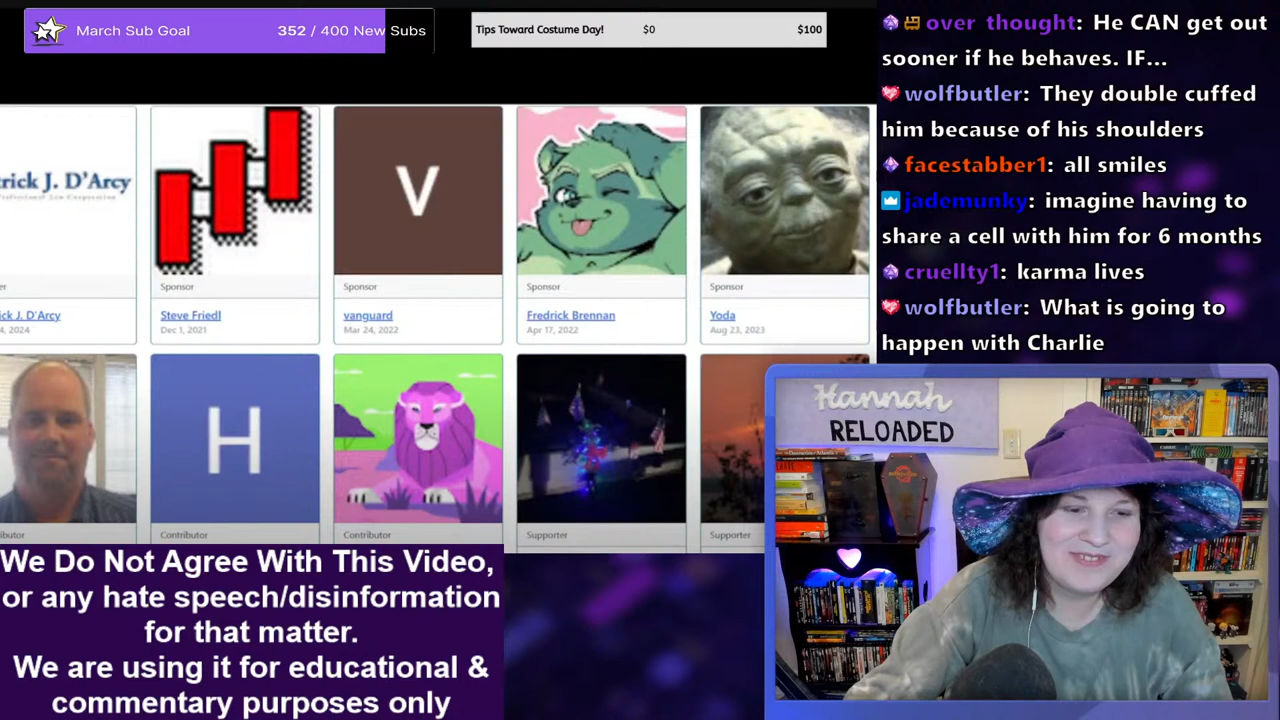 March Sub Goal
352 / 400 New Subs
Tips Toward Costume Day! $0 $100
over thought: He CAN get out
sooner if he behaves. IF...
wolfbutler: They double cuffed
him because of his shoulders
facestabber1: all smiles
jademunky: imagine having to
share a cell with him for 6 months
cruellty1: karma lives
wolfbutler: What is going to
happen with Charlie
rick J. D'Arcy
ick J. D'Arcy
4, 2024
Sponsor
Steve Friedl
Dec 1, 2021
V
Sponsor
vanguard
Mar 24, 2022
Sponsor
Fredrick Brennan
Apr 17, 2022
Sponsor
Yoda
Aug 23, 2023
H
Contributor
Contributor
Supporter
Supporter
Hannah
RELOADED
We Do Not Agree With This Video,
or any hate speech/disinformation
for that matter.
We are using it for educational &
commentary purposes only